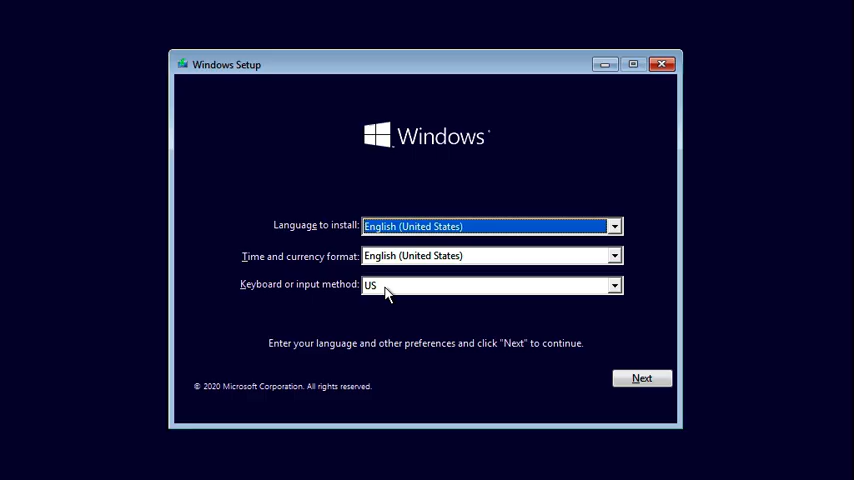 Windows Setup
Windows
Language to install: English (United States)
Time and currency format: English (United States)
Keyboard or input method: US
Enter your language and other preferences and click "Next" to continue.
Next
© 2020 Microsoft Corporation. All rights reserved.